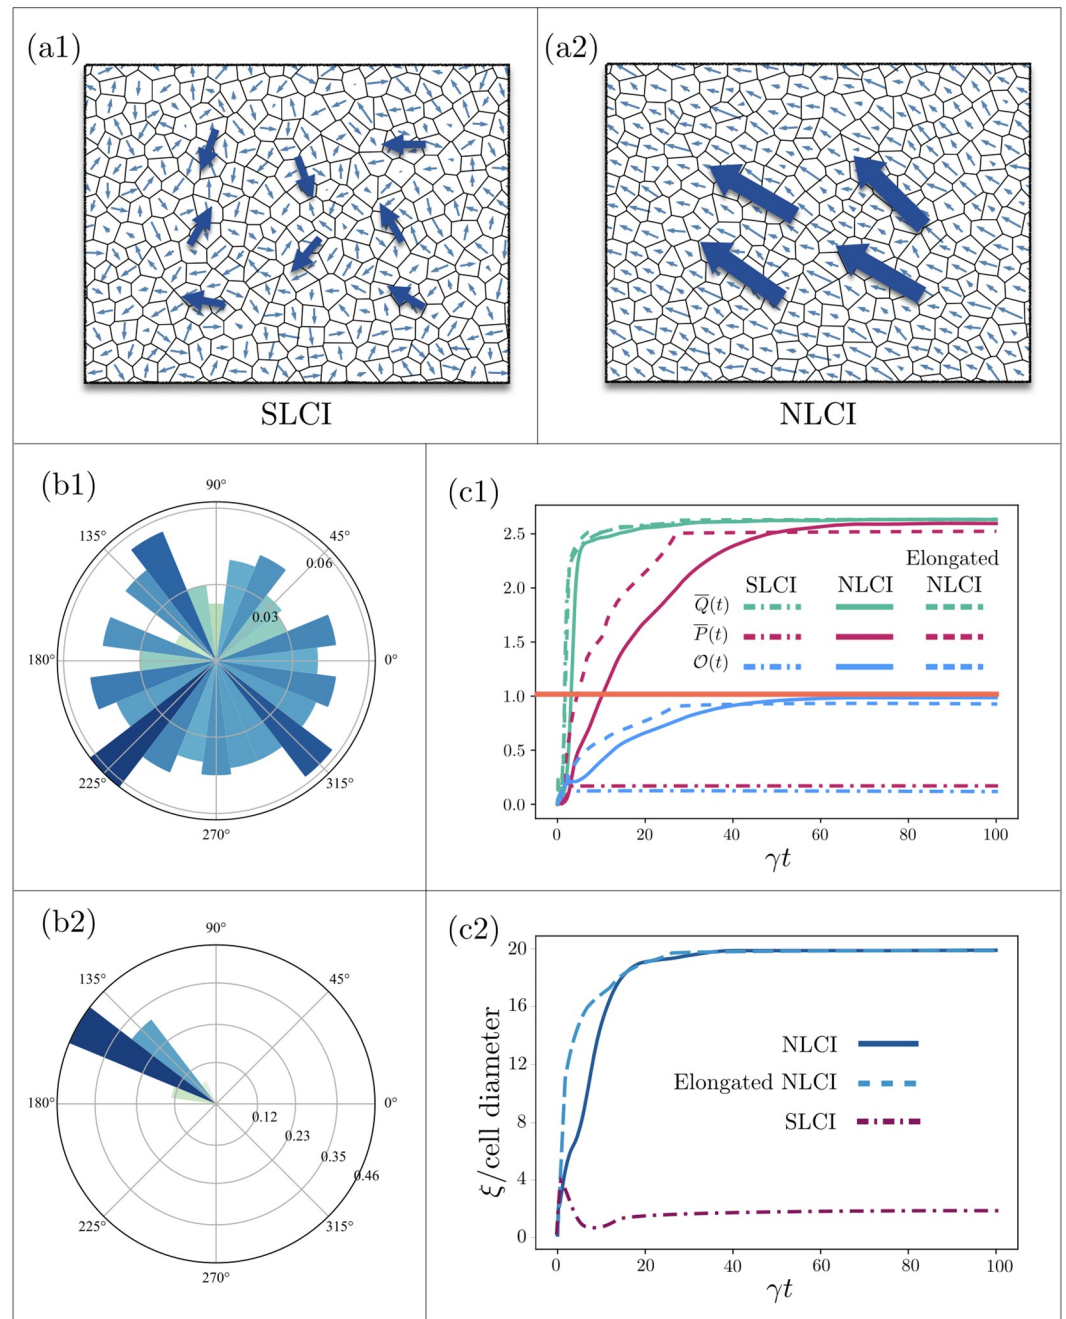 (a1)
(a2)
SLCI
NLCI
(b1)
90°
135°
45°
0.06
0.03
180°
0°
225°
315°
270°
(c1)
2.5
2.0
1.5
1.0
0.5
0.0
Elongated
SLCI NLCI NLCI
Q̅(t)
P̅(t)
𝒪(t)
0 20 40 60 80 100
γt
(b2)
90°
135°
45°
180°
0°
0.12
0.23
0.35
0.46
225°
315°
270°
(c2)
ξ/cell diameter
20
16
12
8
4
0
NLCI
Elongated NLCI
SLCI
0 20 40 60 80 100
γt